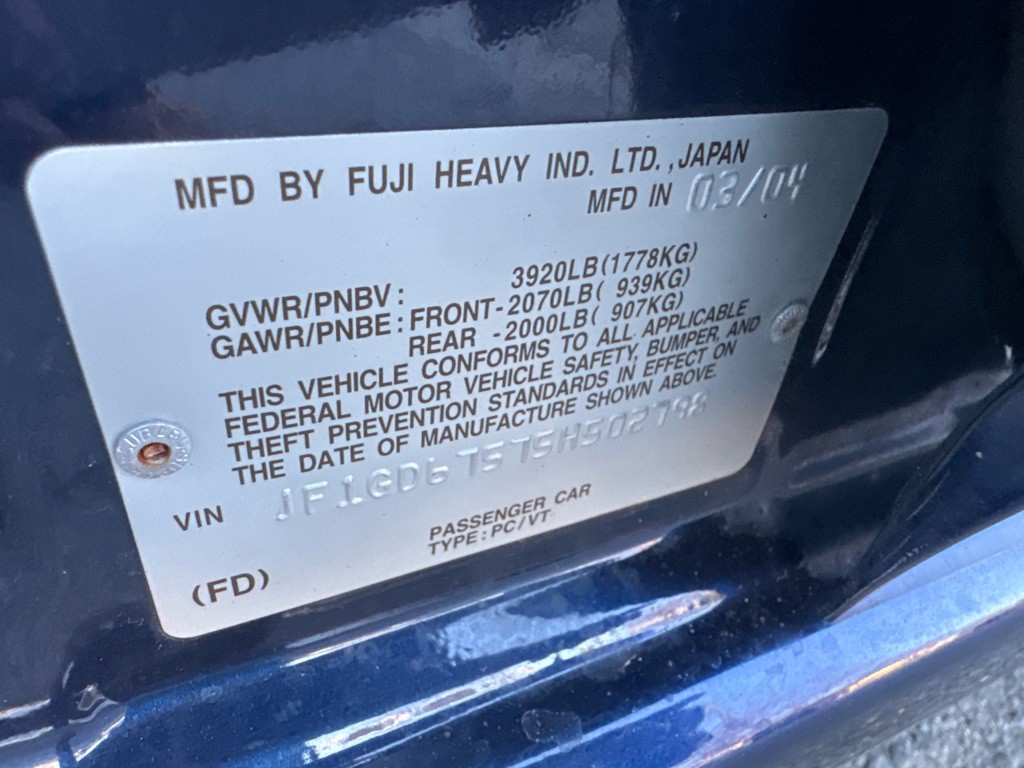 MFD BY FUJI HEAVY IND. LTD.,JAPAN
MFD IN 03/04
GVWR/PNBV: 3920LB(1778KG)
GAWR/PNBE:FRONT-2070LB( 939KG)
REAR -2000LB( 907KG)
THIS VEHICLE CONFORMS TO ALL APPLICABLE
FEDERAL MOTOR VEHICLE SAFETY, BUMPER, AND
THEFT PREVENTION STANDARDS IN EFFECT ON
THE DATE OF MANUFACTURE SHOWN ABOVE.
VIN JF1GD67575H502798
PASSENGER CAR
TYPE:PC/VT
(FD)